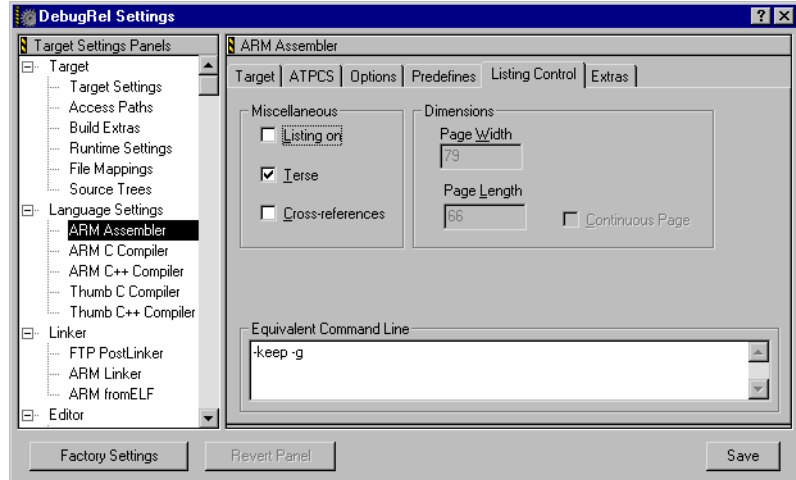 DebugRel Settings
Target Settings Panels
Target
Target Settings
Access Paths
Build Extras
Runtime Settings
File Mappings
Source Trees
Language Settings
ARM Assembler
ARM C Compiler
ARM C++ Compiler
Thumb C Compiler
Thumb C++ Compiler
Linker
FTP PostLinker
ARM Linker
ARM fromELF
Editor
ARM Assembler
Target ATPCS Options Predefines Listing Control Extras
Miscellaneous
Listing on
Terse
Cross-references
Dimensions
Page Width
79
Page Length
66
Continuous Page
Equivalent Command Line
-keep -g
Factory Settings
Revert Panel
Save